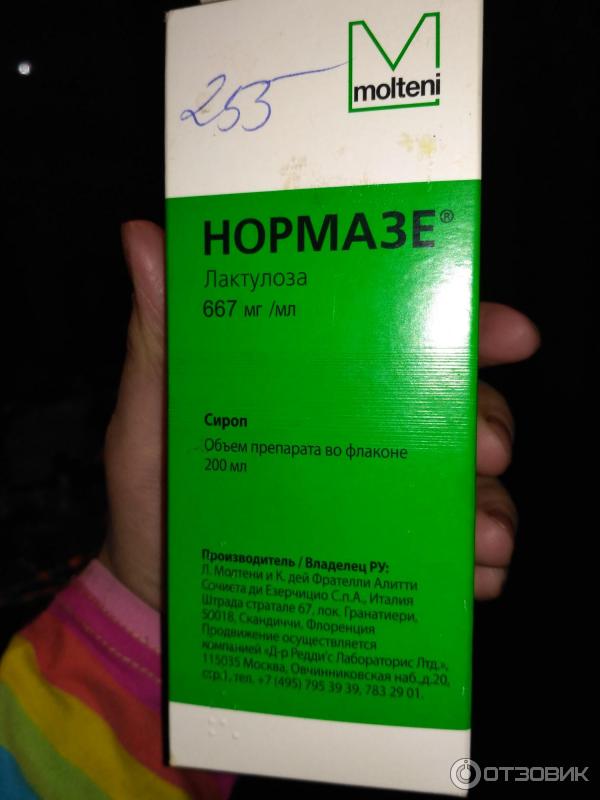 molteni
253
НОРМАЗЕ®
Лактулоза
667 мг /мл
Сироп
Объем препарата во флаконе
200 мл
Производитель / Владелец РУ:
Л. Молтени и К. дей Фрателли Алитти
Сочиета ди Езерчицио С.п.А., Италия
Штрада стратале 67, лок. Гранатиери,
50018, Скандиччи, Флоренция
Продвижение осуществляется
компанией «Д-р Редди'с Лабораторис Лтд.»,
115035 Москва, Овчинниковская наб.,д.20,
стр.1, тел. +7 (495) 795 39 39, 783 29 01.
ОТЗОВИК